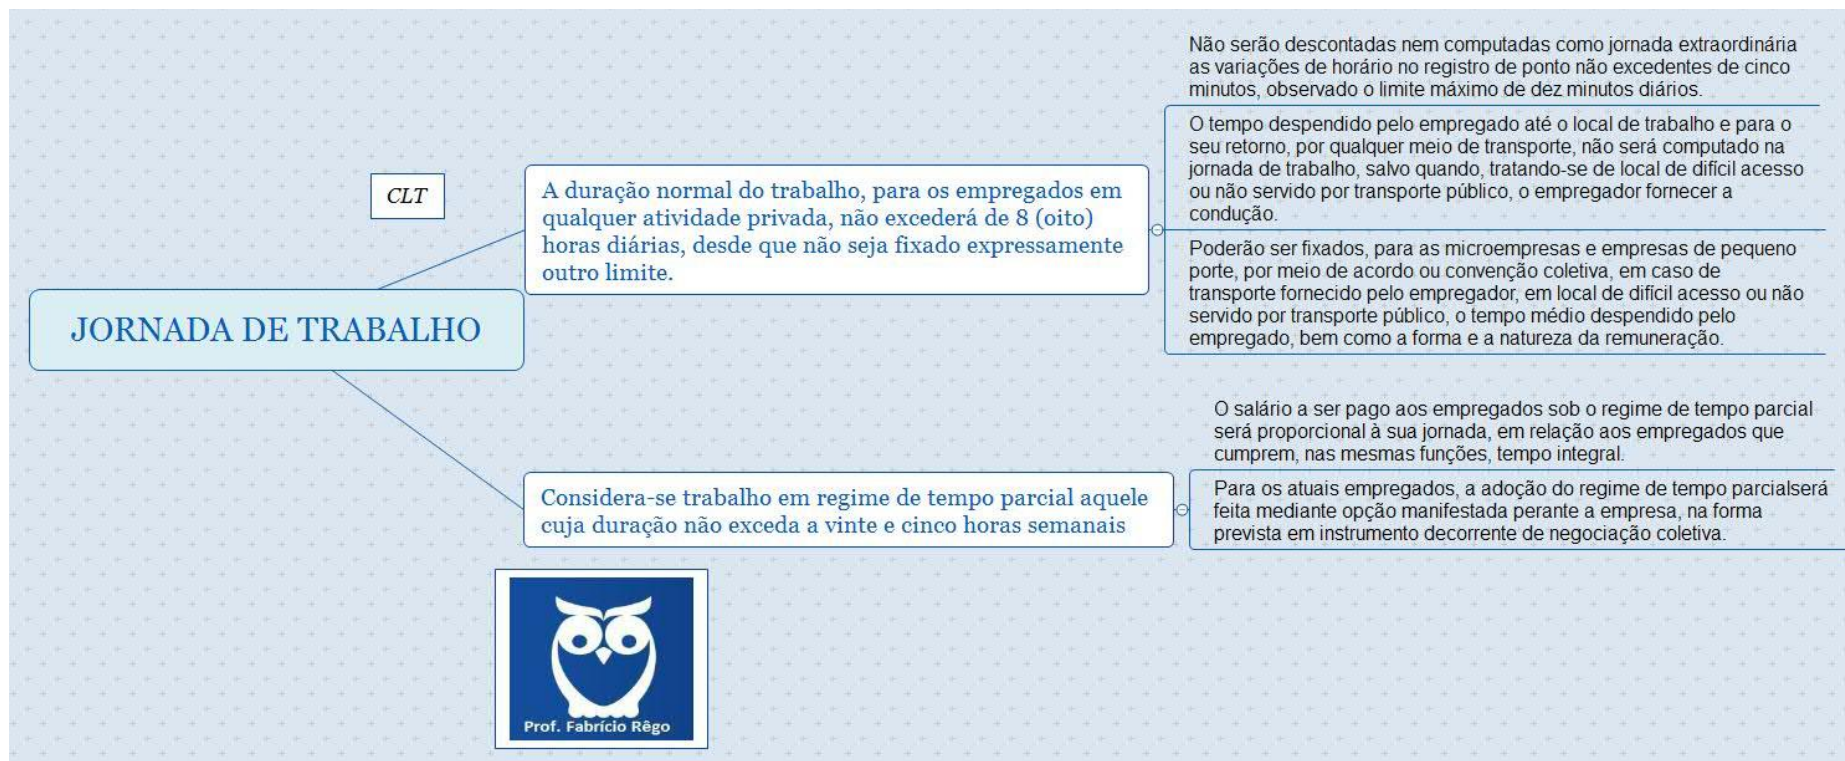 JORNADA DE TRABALHO
CLT
A duração normal do trabalho, para os empregados em
qualquer atividade privada, não excederá de 8 (oito)
horas diárias, desde que não seja fixado expressamente
outro limite.
Não serão descontadas nem computadas como jornada extraordinária
as variações de horário no registro de ponto não excedentes de cinco
minutos, observado o limite máximo de dez minutos diários.
O tempo despendido pelo empregado até o local de trabalho e para o
seu retorno, por qualquer meio de transporte, não será computado na
jornada de trabalho, salvo quando, tratando-se de local de difícil acesso
ou não servido por transporte público, o empregador fornecer a
condução.
Poderão ser fixados, para as microempresas e empresas de pequeno
porte, por meio de acordo ou convenção coletiva, em caso de
transporte fornecido pelo empregador, em local de difícil acesso ou não
servido por transporte público, o tempo médio despendido pelo
empregado, bem como a forma e a natureza da remuneração.
Considera-se trabalho em regime de tempo parcial aquele
cuja duração não exceda a vinte e cinco horas semanais
O salário a ser pago aos empregados sob o regime de tempo parcial
será proporcional à sua jornada, em relação aos empregados que
cumprem, nas mesmas funções, tempo integral.
Para os atuais empregados, a adoção do regime de tempo parcialserá
feita mediante opção manifestada perante a empresa, na forma
prevista em instrumento decorrente de negociação coletiva.
Prof. Fabrício Rêgo